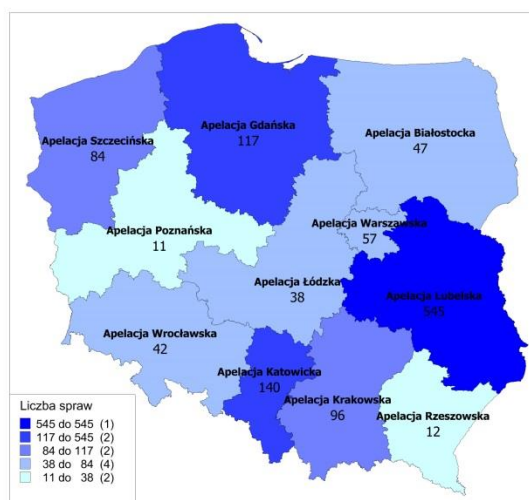 Apelacja Gdańska
117
Apelacja Szczecińska
84
Apelacja Białostocka
47
Apelacja Poznańska
11
Apelacja Warszawska
57
Apelacja Łódzka
38
Apelacja Lubelska
545
Apelacja Wrocławska
42
Apelacja Katowicka
140
Apelacja Krakowska
96
Apelacja Rzeszowska
12
Liczba spraw
545 do 545 (1)
117 do 545 (2)
84 do 117 (2)
38 do 84 (4)
11 do 38 (2)